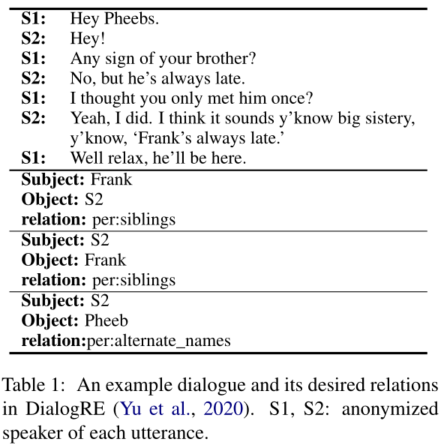 S1: Hey Pheebs.
S2: Hey!
S1: Any sign of your brother?
S2: No, but he's always late.
S1: I thought you only met him once?
S2: Yeah, I did. I think it sounds y'know big sistery,
y'know, 'Frank's always late.'
S1: Well relax, he'll be here.
Subject: Frank
Object: S2
relation: per:siblings
Subject: S2
Object: Frank
relation: per:siblings
Subject: S2
Object: Pheeb
relation:per:alternate_names
Table 1: An example dialogue and its desired relations
in DialogRE (Yu et al., 2020). S1, S2: anonymized
speaker of each utterance.